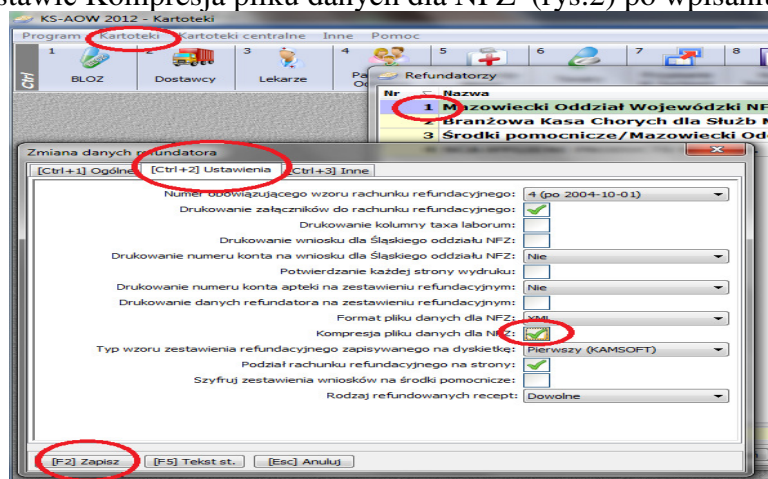 stawie Kompresja pliku danych dla NFZ (rys.2) po wpisaniu
KS-AOW 2012 - Kartoteki
Program Kartoteki Kartoteki centralne Inne Pomoc
1 2 3 4 5 6 7 8
Ctrl BLOZ Dostawcy Lekarze
Refundatorzy
Nr Nazwa
1 Mazowiecki Oddział Wojewódzki NF
2 Branżowa Kasa Chorych dla Służb M
3 Środki pomocnicze/Mazowiecki Od
Zmiana danych refundatora
[Ctrl+1] Ogólne [Ctrl+2] Ustawienia [Ctrl+3] Inne
Numer obowiązującego wzoru rachunku refundacyjnego: 4 (po 2004-10-01)
Drukowanie załączników do rachunku refundacyjnego:
Drukowanie kolumny taxa laborum:
Drukowanie wniosku dla Śląskiego oddziału NFZ:
Drukowanie numeru konta na wniosku dla Śląskiego oddziału NFZ: Nie
Potwierdzanie każdej strony wydruku:
Drukowanie numeru konta apteki na zestawieniu refundacyjnym: Nie
Drukowanie danych refundatora na zestawieniu refundacyjnym:
Format pliku danych dla NFZ: XML
Kompresja pliku danych dla NFZ:
Typ wzoru zestawienia refundacyjnego zapisywanego na dyskietkę: Pierwszy (KAMSOFT)
Podział rachunku refundacyjnego na strony:
Szyfruj zestawienia wniosków na środki pomocnicze:
Rodzaj refundowanych recept: Dowolne
[F2] Zapisz [F5] Tekst st. [Esc] Anuluj